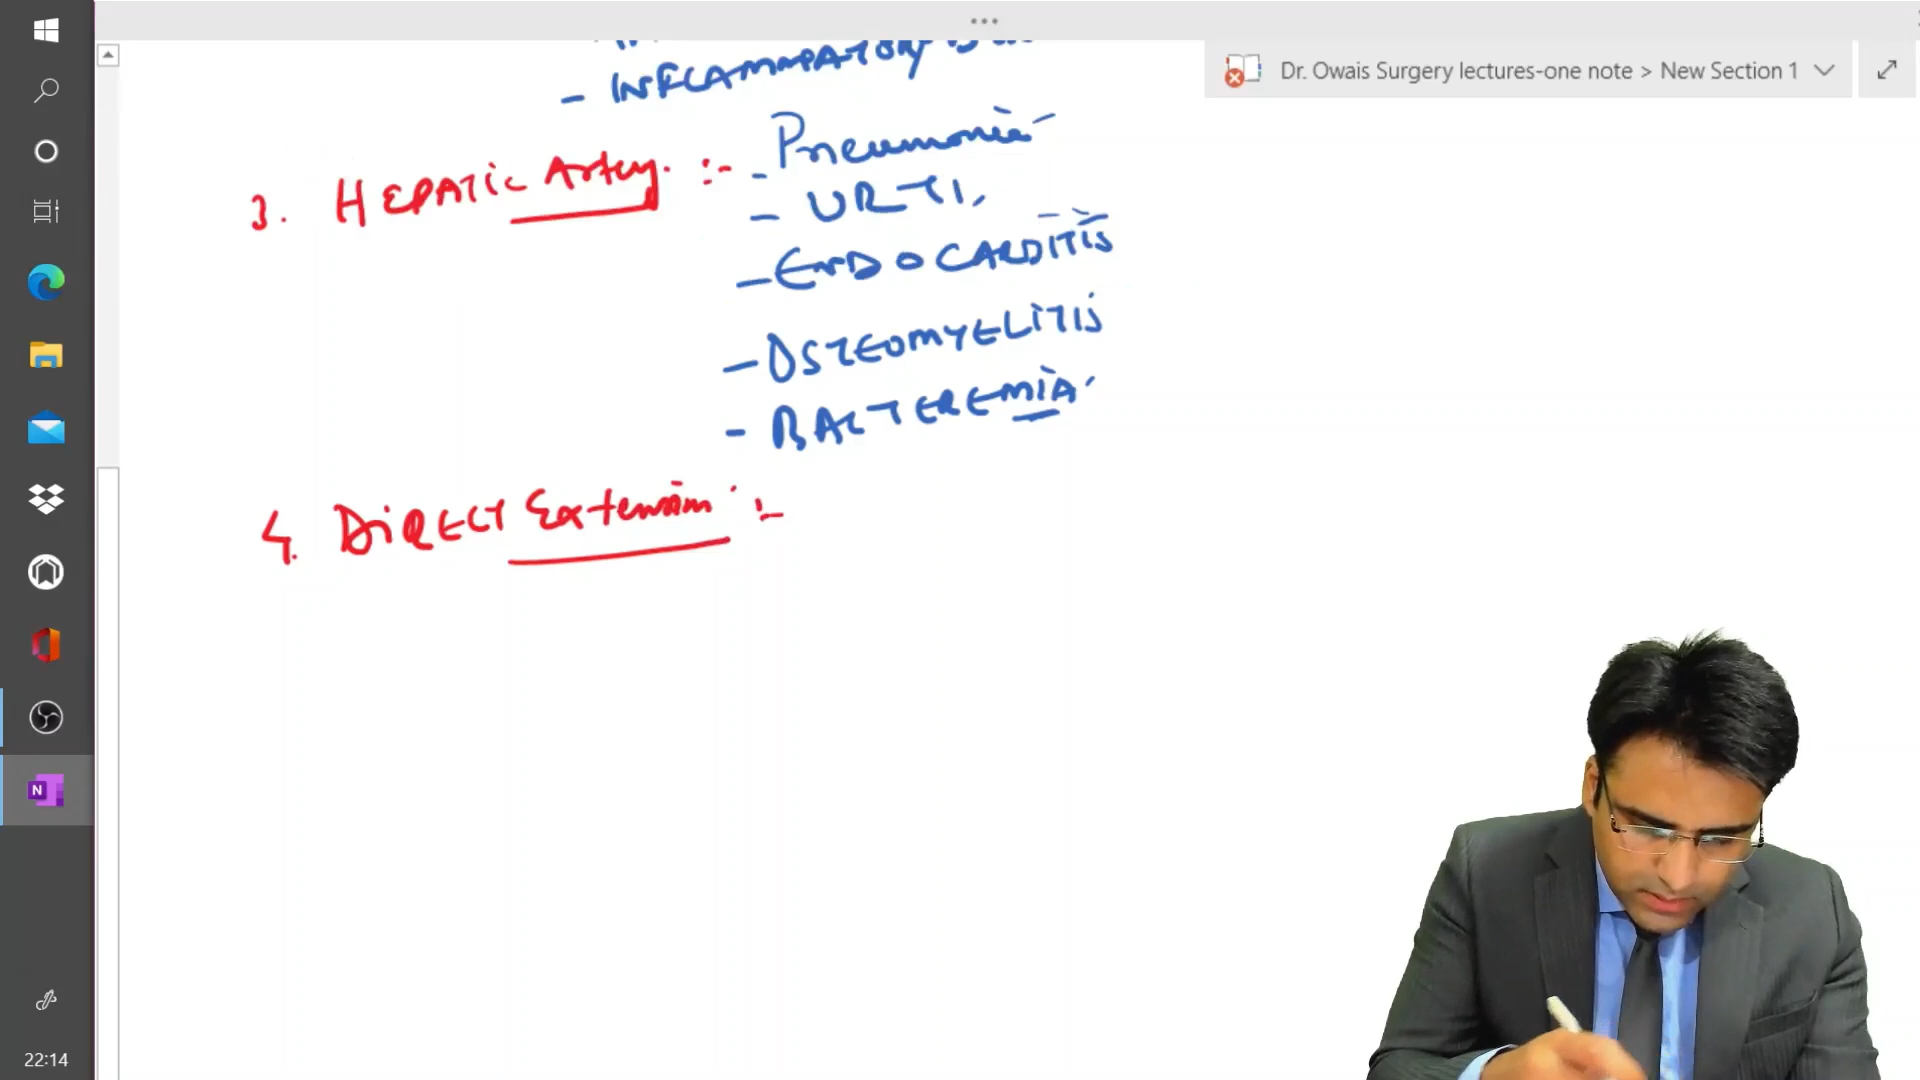 - INFLAMMATORY
Dr. Owais Surgery lectures-one note > New Section 1
3. HEPATIC Artery :-
- Pneumonia
- URTI,
- ENDOCARDITIS
- OSTEOMYELITIS
- BACTEREMIA
4. DIRECT Extension :-
N
22:14